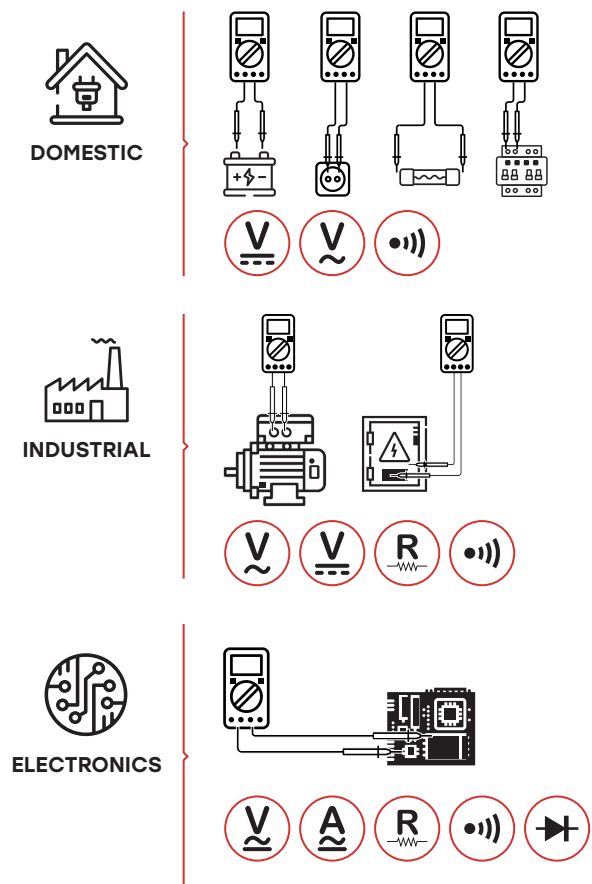 DOMESTIC
+ -
V
V
INDUSTRIAL
V
V
R
ELECTRONICS
V
A
R